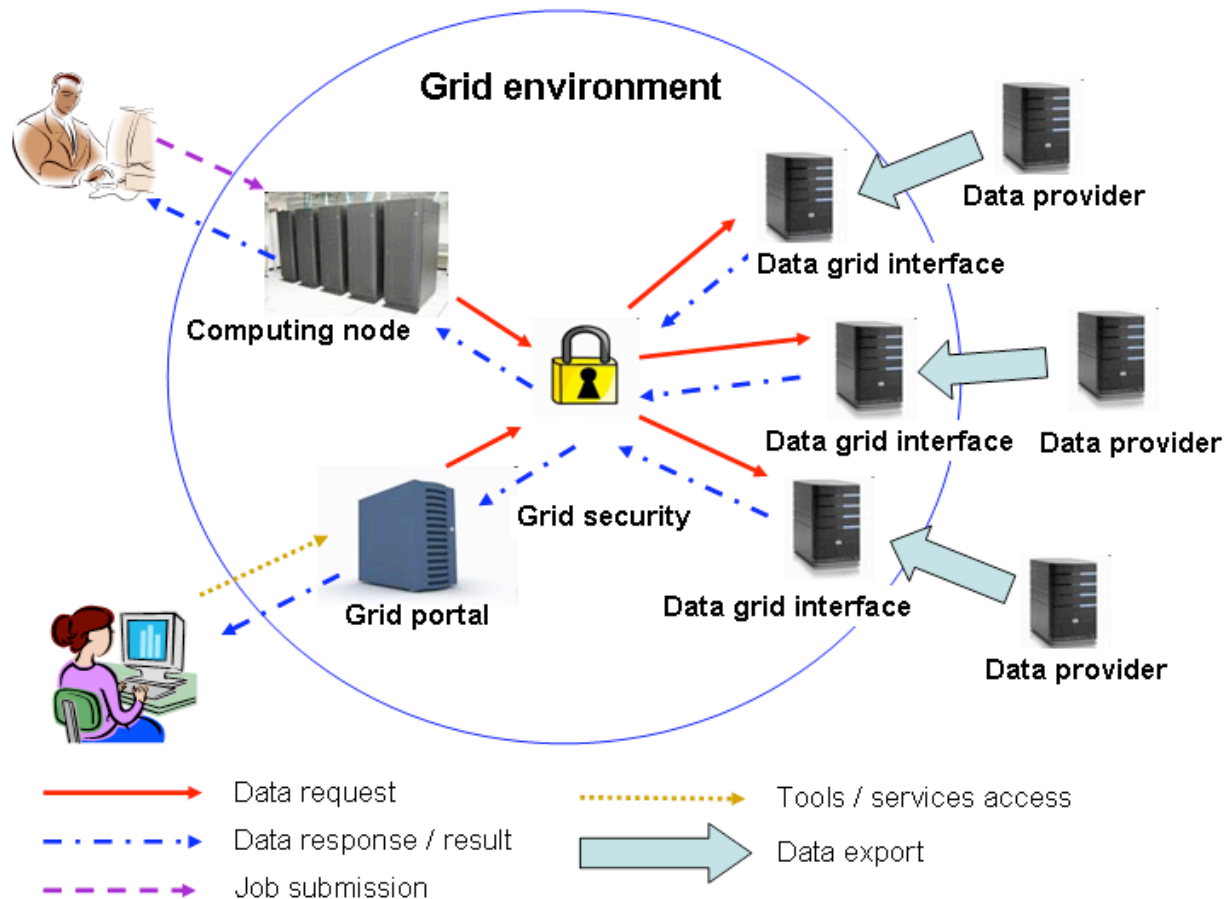 Grid environment
Data provider
Data grid interface
Computing node
Data grid interface
Data provider
Grid security
Data grid interface
Grid portal
Data provider
Data request
Tools / services access
Data response / result
Data export
Job submission